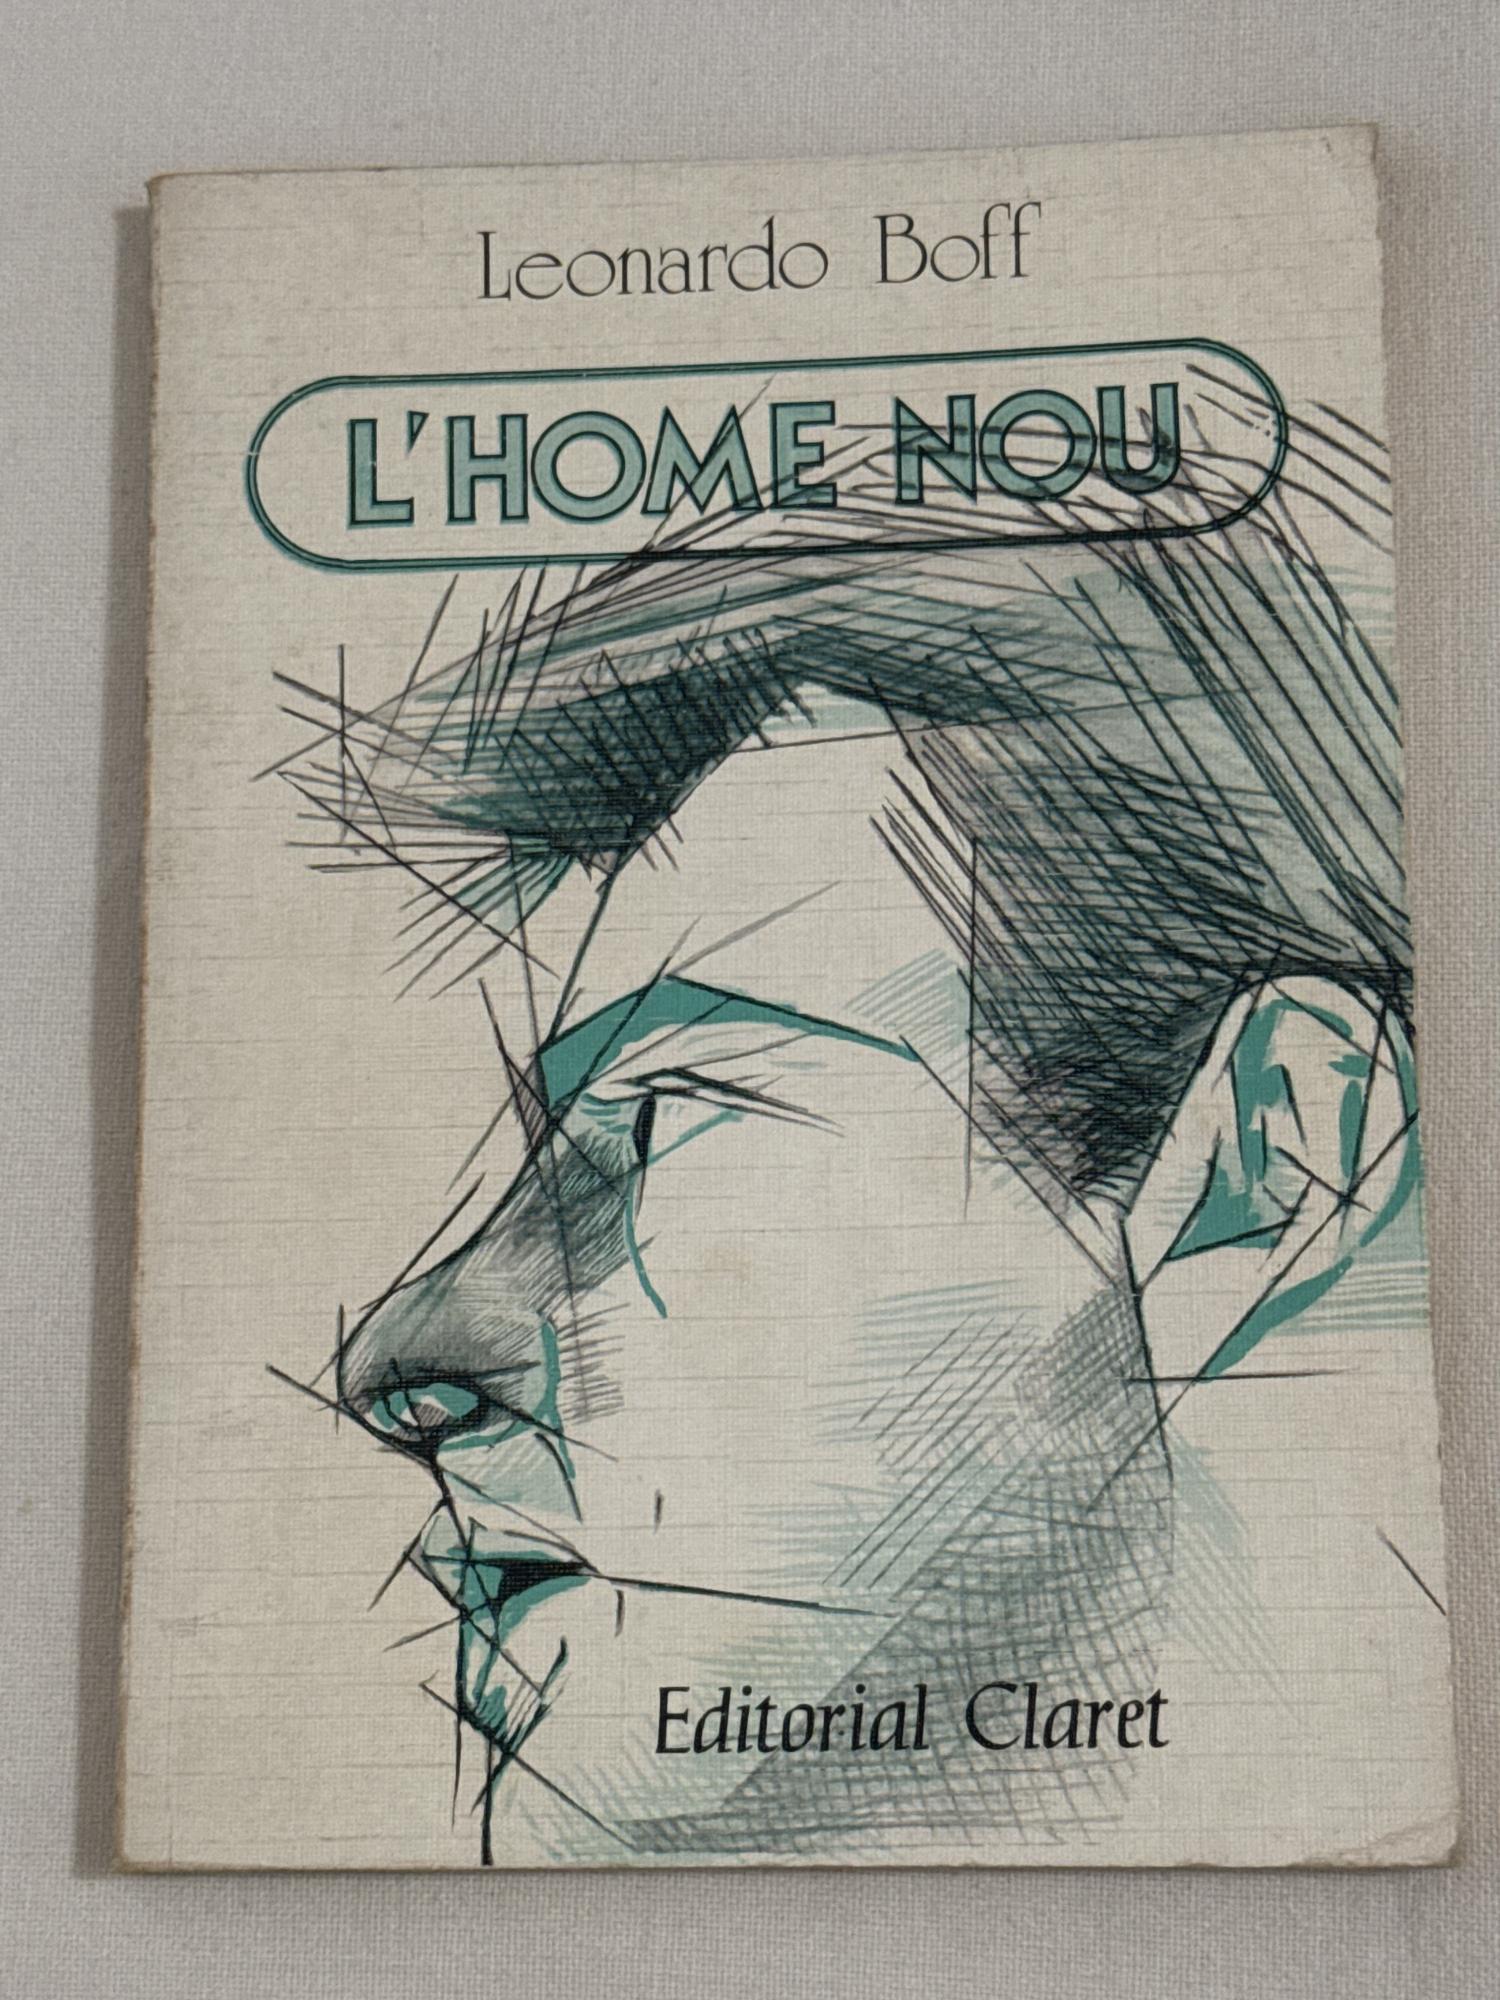 Leonardo Boff
L'HOME NOU
Editorial Claret